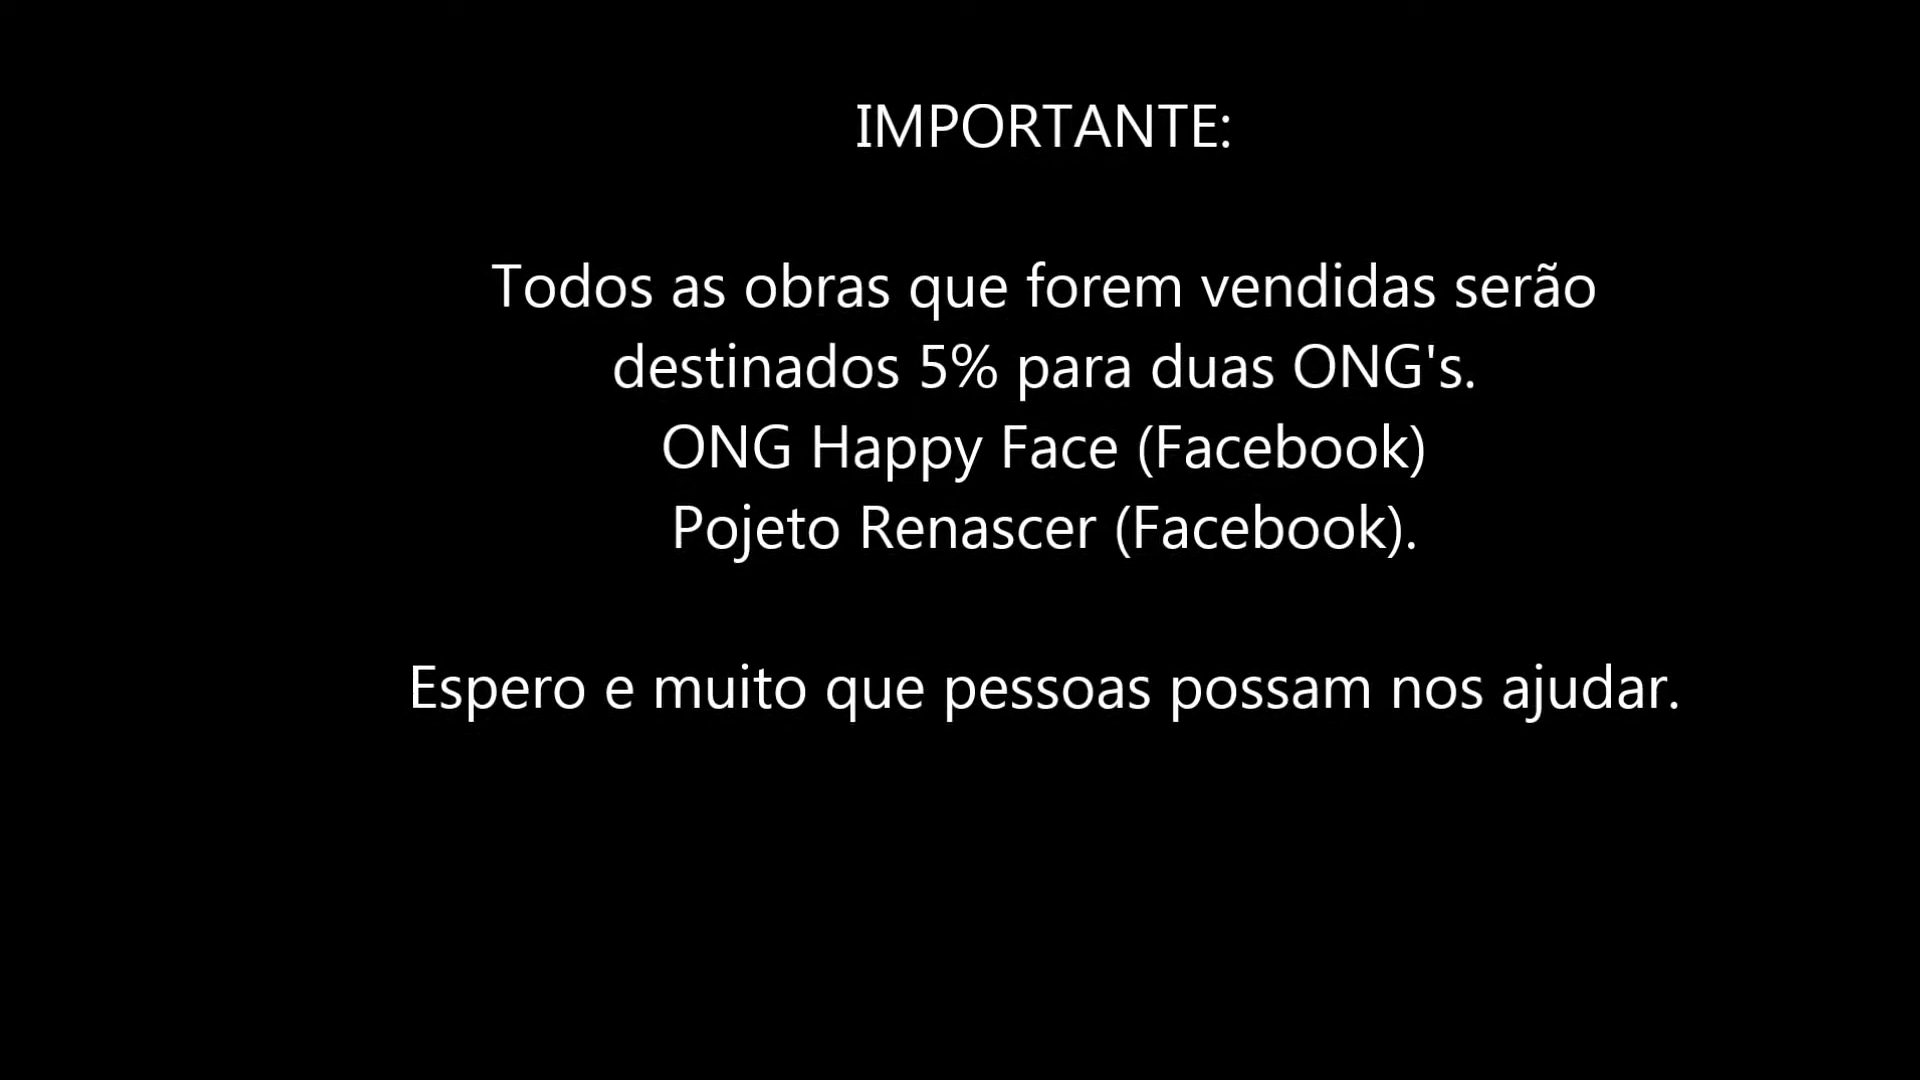 IMPORTANTE:
Todos as obras que forem vendidas serão
destinados 5% para duas ONG's.
ONG Happy Face (Facebook)
Pojeto Renascer (Facebook).
Espero e muito que pessoas possam nos ajudar.